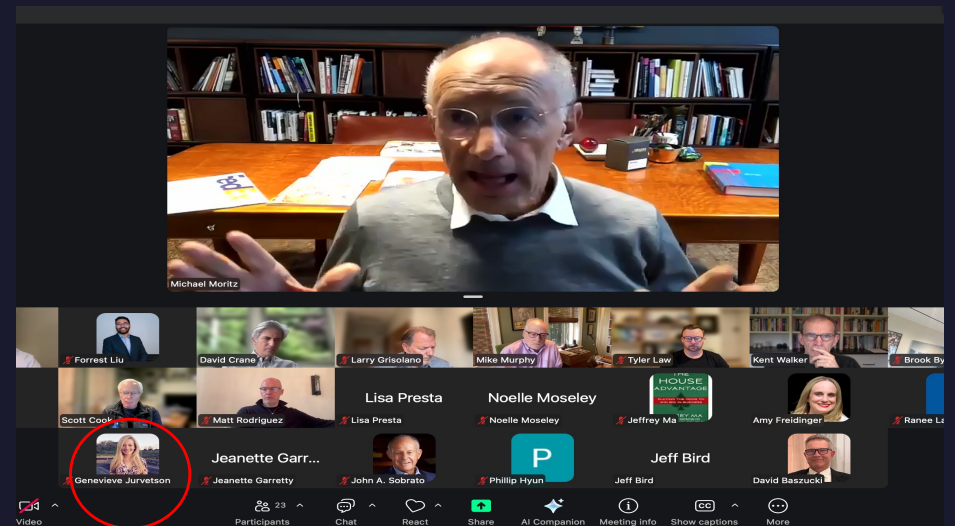 FedEx
Michael Moritz
Forrest Liu
David Crane
Larry Grisolano
Mike Murphy
Tyler Law
Kent Walker
Brook By
Scott Cook
Matt Rodriguez
Lisa Presta
Lisa Presta
Noelle Moseley
Noelle Moseley
THE
HOUSE
ADVANTAGE
Jeffrey Ma
Amy Freidinger
Ranee La
Genevieve Jurvetson
Jeanette Garr...
Jeanette Garretty
John A. Sobrato
P
Phillip Hyun
Jeff Bird
Jeff Bird
David Baszucki
Video
23
Participants
Chat
React
Share
AI Companion
Meeting info
CC
Show captions
More